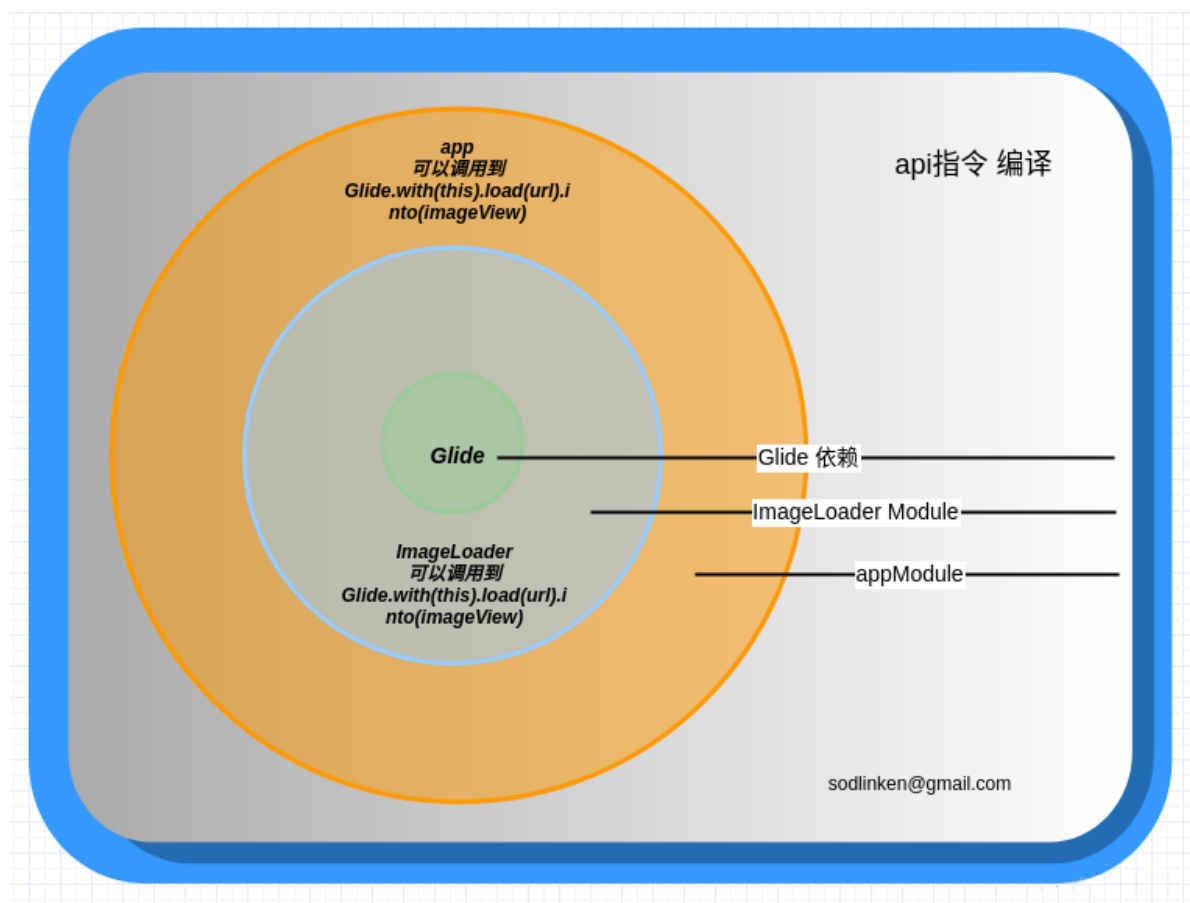 app
可以调用到
Glide.with(this).load(url).i
nto(imageView)
api指令 编译
Glide
Glide 依赖
ImageLoader Module
ImageLoader
可以调用到
Glide.with(this).load(url).i
nto(imageView)
appModule
sodlinken@gmail.com